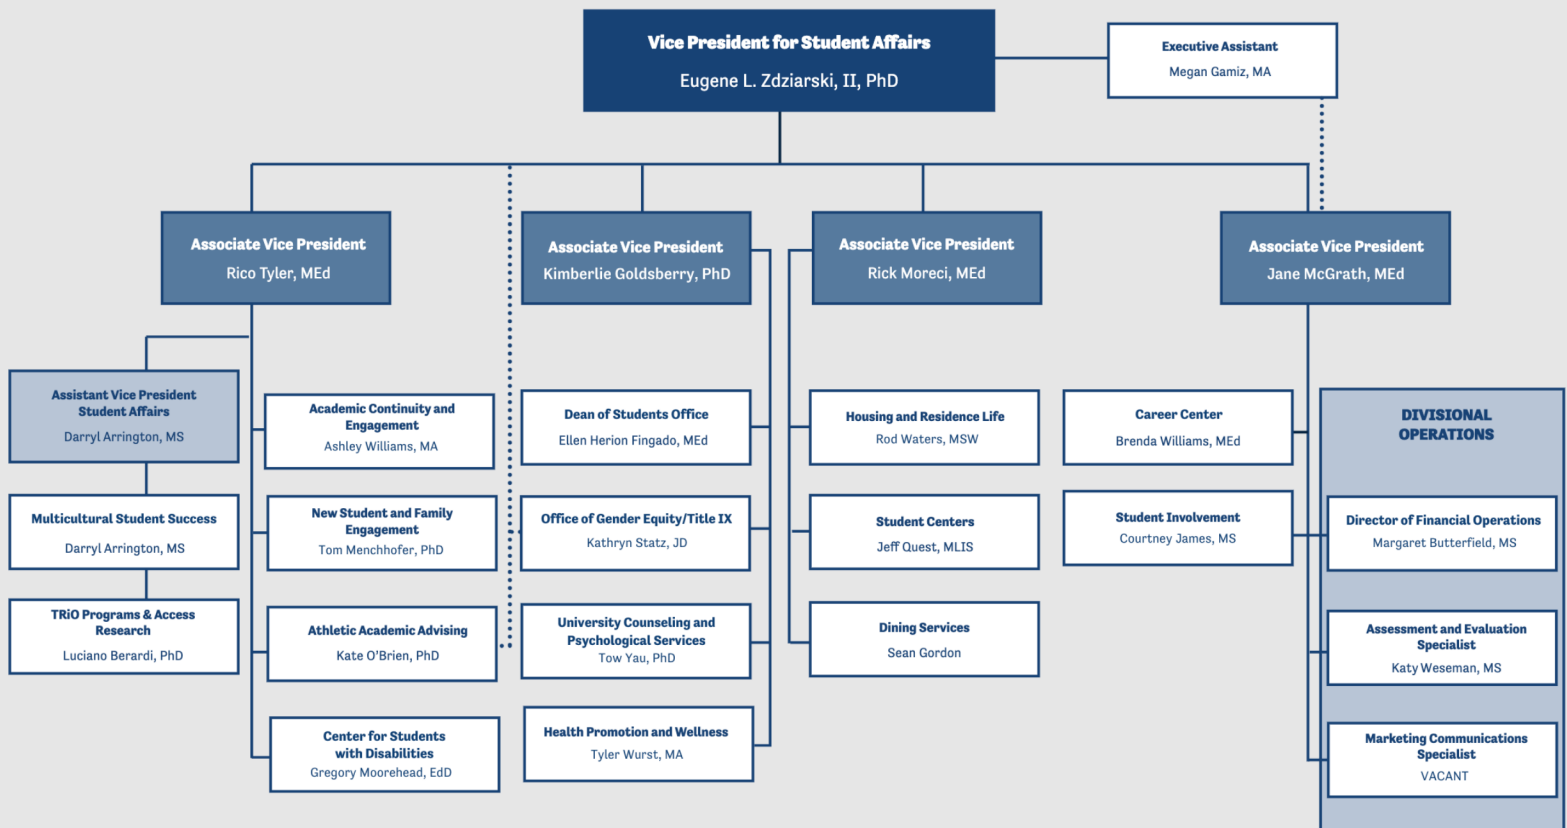 Vice President for Student Affairs
Eugene L. Zdziarski, II, PhD
Executive Assistant
Megan Gamiz, MA
Associate Vice President
Rico Tyler, MEd
Associate Vice President
Kimberlie Goldsberry, PhD
Associate Vice President
Rick Moreci, MEd
Associate Vice President
Jane McGrath, MEd
Assistant Vice President
Student Affairs
Darryl Arrington, MS
Multicultural Student Success
Darryl Arrington, MS
TRiO Programs & Access
Research
Luciano Berardi, PhD
Academic Continuity and
Engagement
Ashley Williams, MA
New Student and Family
Engagement
Tom Menchhofer, PhD
Athletic Academic Advising
Kate O'Brien, PhD
Center for Students
with Disabilities
Gregory Moorehead, EdD
Dean of Students Office
Ellen Herion Fingado, MEd
Office of Gender Equity/Title IX
Kathryn Statz, JD
University Counseling and
Psychological Services
Tow Yau, PhD
Health Promotion and Wellness
Tyler Wurst, MA
Housing and Residence Life
Rod Waters, MSW
Student Centers
Jeff Quest, MLIS
Dining Services
Sean Gordon
Career Center
Brenda Williams, MEd
Student Involvement
Courtney James, MS
DIVISIONAL
OPERATIONS
Director of Financial Operations
Margaret Butterfield, MS
Assessment and Evaluation
Specialist
Katy Weseman, MS
Marketing Communications
Specialist
VACANT